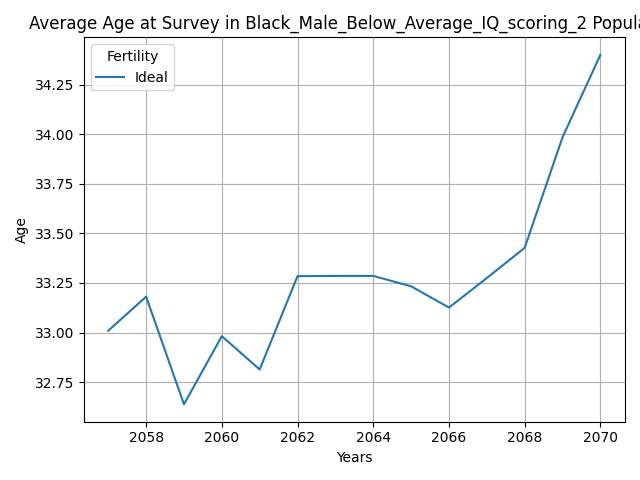 Average Age at Survey in Black_Male_Below_Average_IQ_scoring_2 Popula
Fertility
Ideal
34.25
34.00
33.75
33.50
33.25
33.00
32.75
Age
2058 2060 2062 2064 2066 2068 2070
Years